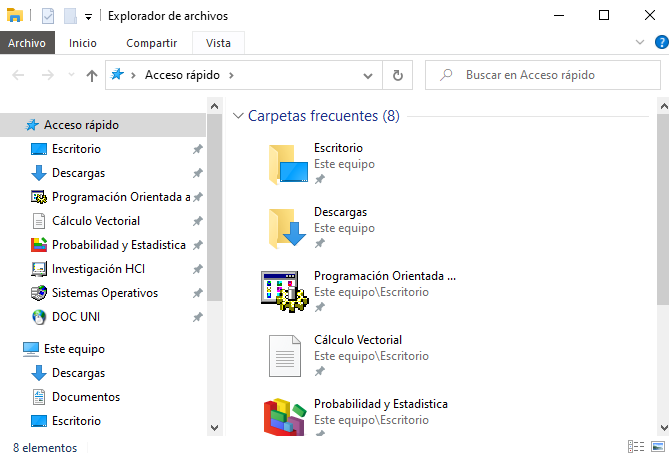 Explorador de archivos
Archivo
Inicio
Compartir
Vista
Acceso rápido
Buscar en Acceso rápido
Acceso rápido
Escritorio
Descargas
Programación Orientada a
Cálculo Vectorial
Probabilidad y Estadistica
Investigación HCI
Sistemas Operativos
DOC UNI
Este equipo
Descargas
Documentos
Escritorio
Carpetas frecuentes (8)
Escritorio
Este equipo
Descargas
Este equipo
Programación Orientada ...
Este equipo\Escritorio
Cálculo Vectorial
Este equipo\Escritorio
Probabilidad y Estadistica
Este equipo\Escritorio
8 elementos